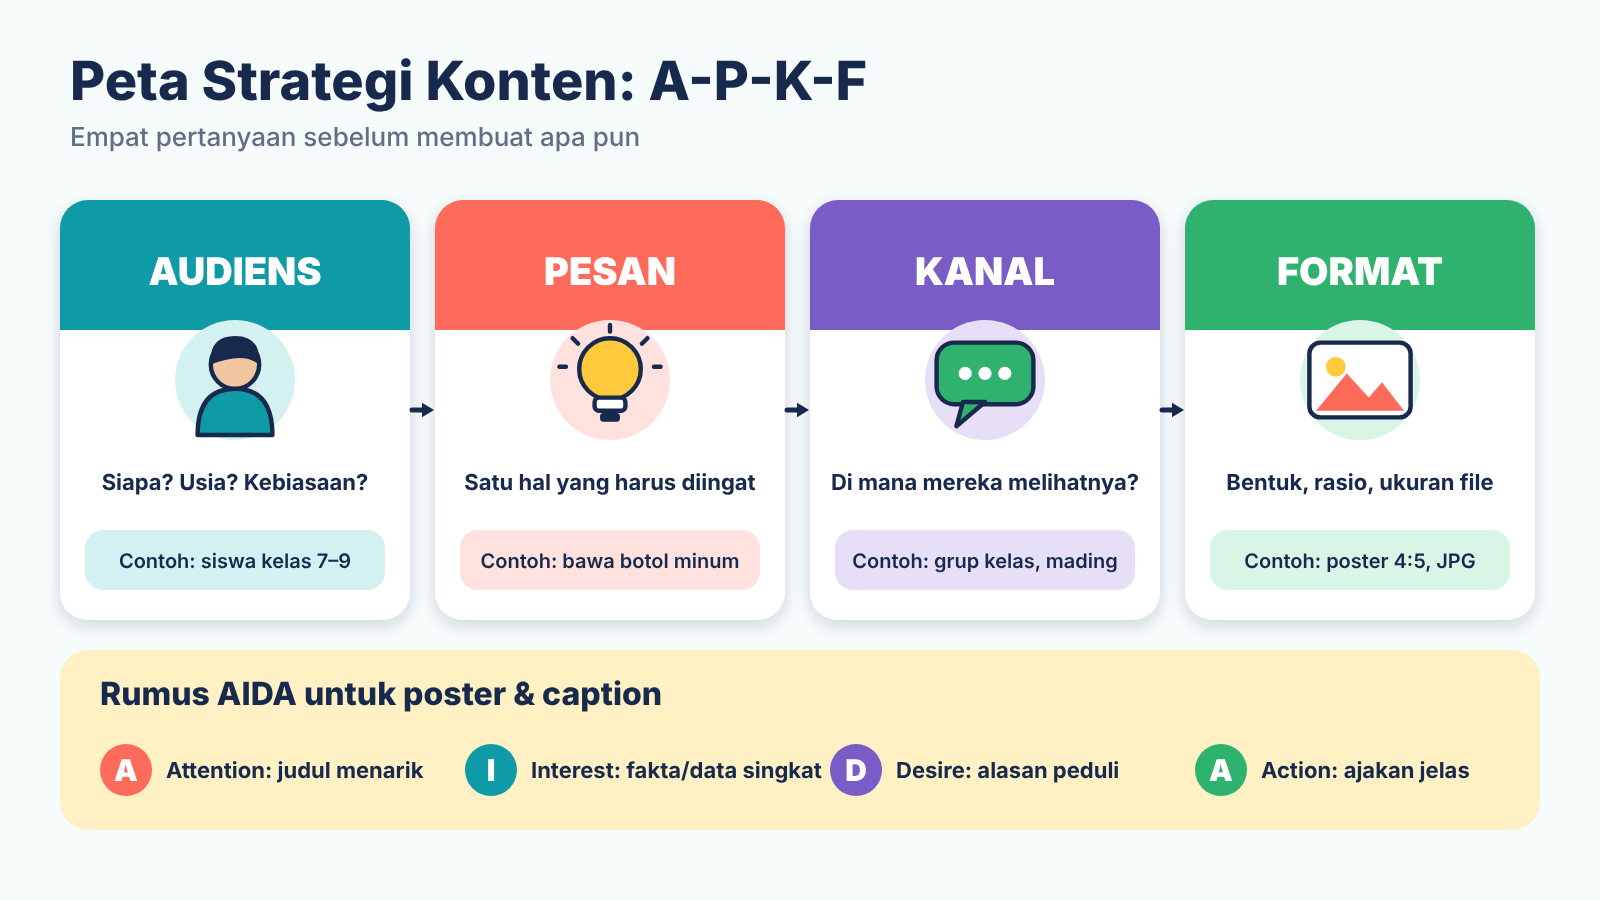 Peta Strategi Konten: A-P-K-F
Empat pertanyaan sebelum membuat apa pun
AUDIENS
Siapa? Usia? Kebiasaan?
Contoh: siswa kelas 7–9
PESAN
Satu hal yang harus diingat
Contoh: bawa botol minum
KANAL
Di mana mereka melihatnya?
Contoh: grup kelas, mading
FORMAT
Bentuk, rasio, ukuran file
Contoh: poster 4:5, JPG
Rumus AIDA untuk poster & caption
A Attention: judul menarik
I Interest: fakta/data singkat
D Desire: alasan peduli
A Action: ajakan jelas